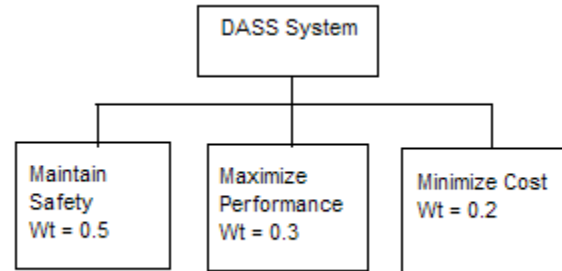 DASS System
Maintain
Safety
Wt = 0.5
Maximize
Performance
Wt = 0.3
Minimize Cost
Wt = 0.2